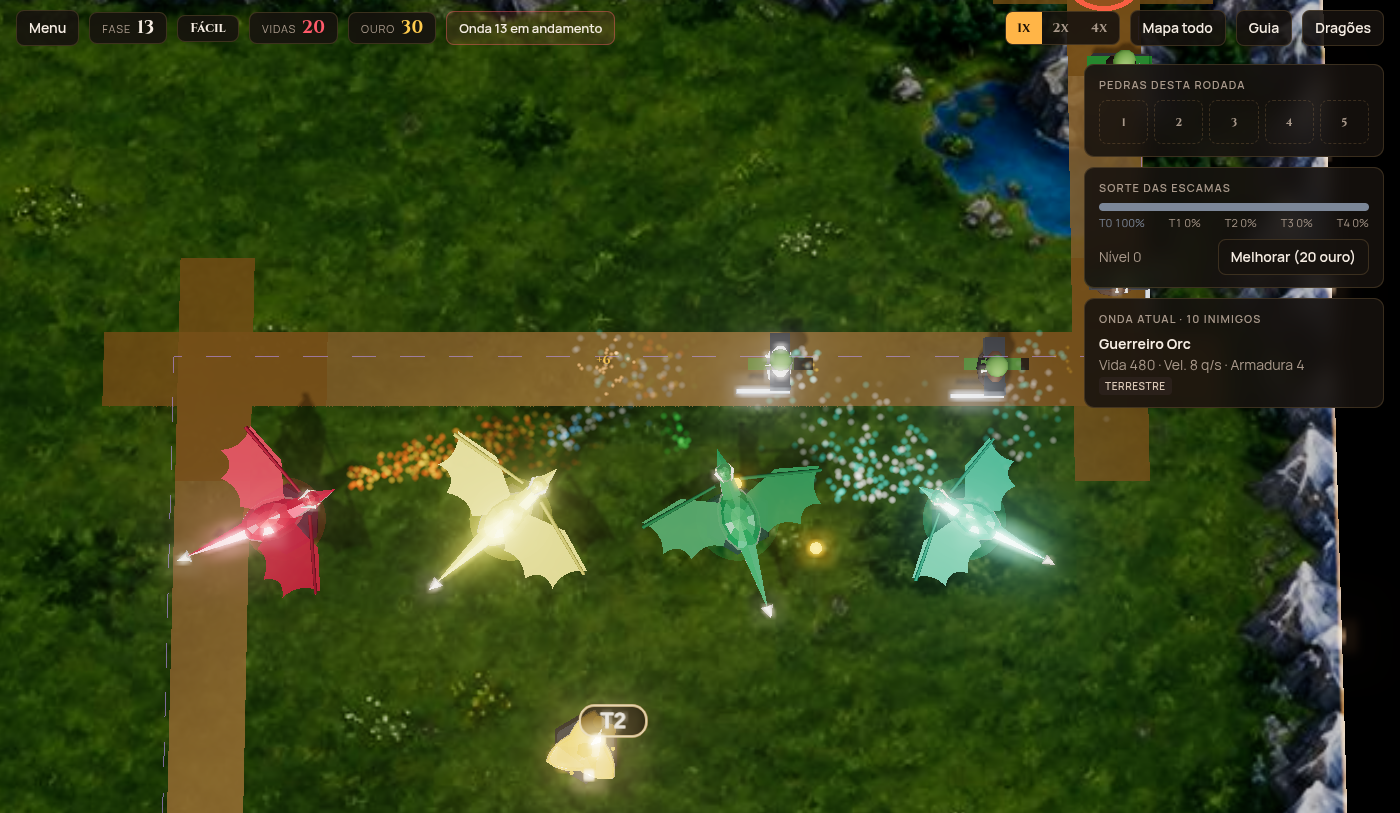 Menu
FASE 13
FÁCIL
VIDAS 20
OURO 30
Onda 13 em andamento
1X 2X 4X
Mapa todo
Guia
Dragões
PEDRAS DESTA RODADA
1 2 3 4 5
SORTE DAS ESCAMAS
T0 100% T1 0% T2 0% T3 0% T4 0%
Nível 0
Melhorar (20 ouro)
ONDA ATUAL · 10 INIMIGOS
Guerreiro Orc
Vida 480 · Vel. 8 q/s · Armadura 4
TERRESTRE
T2